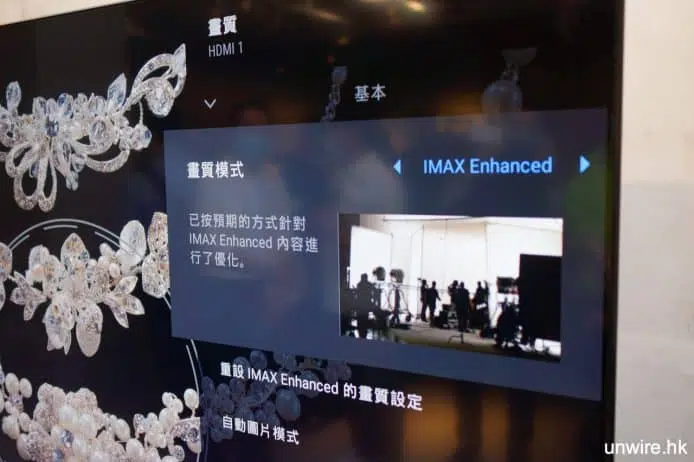 畫質
HDMI 1
基本
畫質模式
IMAX Enhanced
已按預期的方式針對
IMAX Enhanced 內容進
行了優化。
重設 IMAX Enhanced 的畫質設定
自動圖片模式
unwire.hk